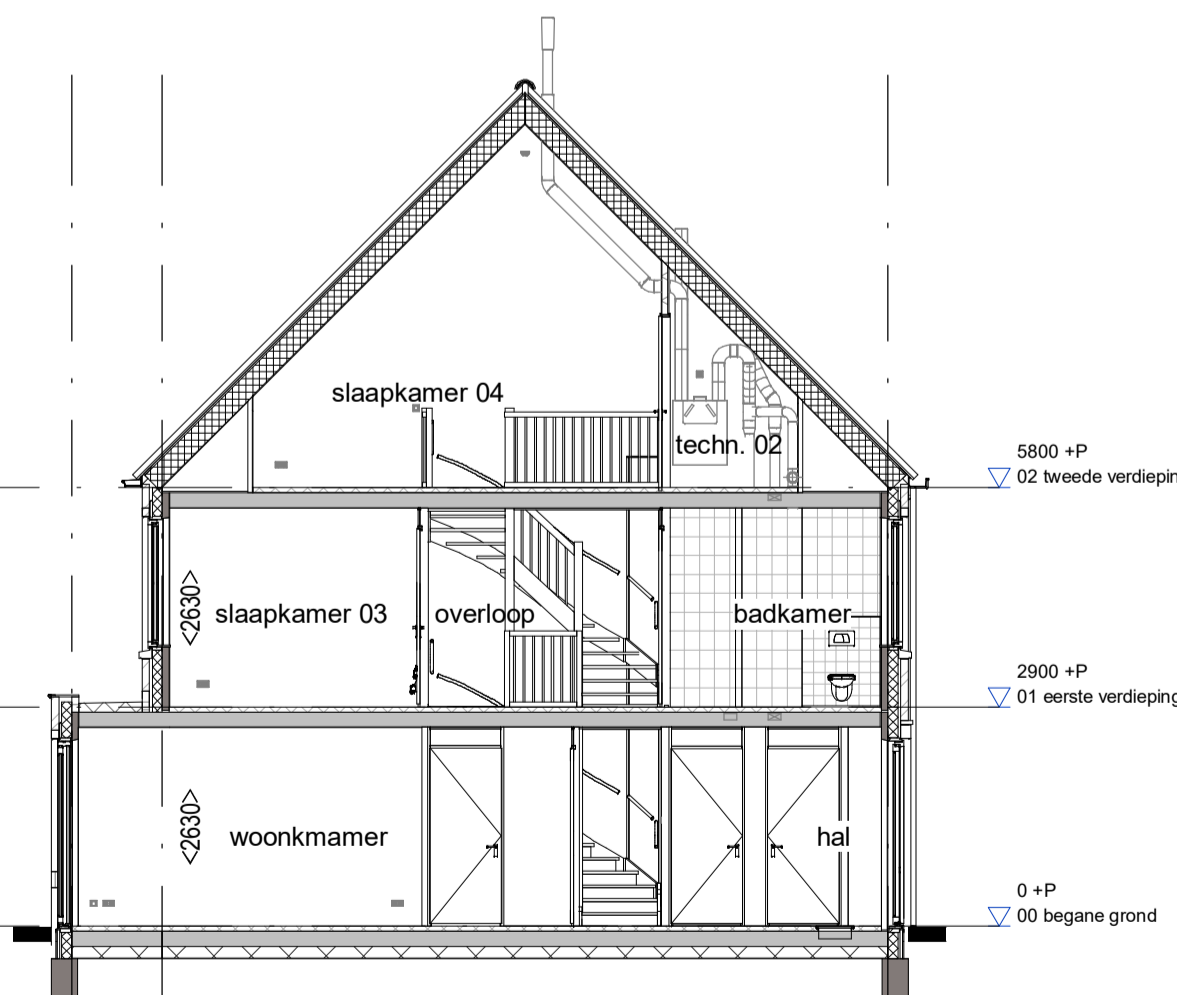 slaapkamer 04
techn. 02
5800 +P
02 tweede verdiepin
<2630>
slaapkamer 03
overloop
badkamer
2900 +P
01 eerste verdieping
<2630>
woonkmamer
hal
0 +P
00 begane grond